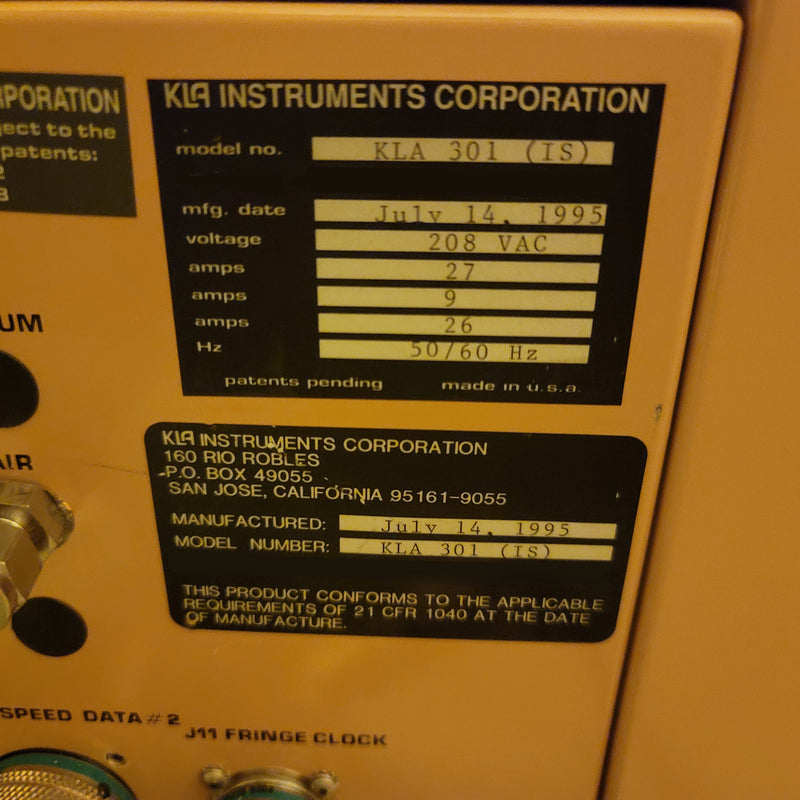 RPORATION
ject to the
patents:
2
3
KLA INSTRUMENTS CORPORATION
model no. KLA 301 (IS)
mfg. date July 14, 1995
voltage 208 VAC
amps 27
amps 9
amps 26
Hz 50/60 Hz
patents pending made in u.s.a.
UM
AIR
KLA INSTRUMENTS CORPORATION
160 RIO ROBLES
P.O. BOX 49055
SAN JOSE, CALIFORNIA 95161-9055
MANUFACTURED: July 14, 1995
MODEL NUMBER: KLA 301 (IS)
THIS PRODUCT CONFORMS TO THE APPLICABLE
REQUIREMENTS OF 21 CFR 1040 AT THE DATE
OF MANUFACTURE.
SPEED DATA #2
J11 FRINGE CLOCK